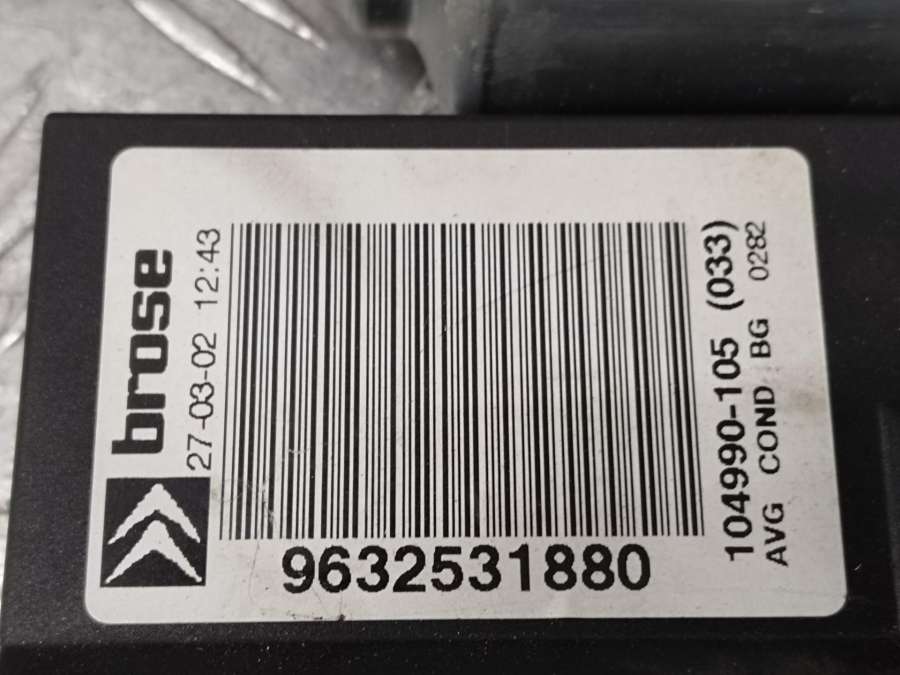 brose
27-03-02 12:43
104990-105 (033)
AVG COND BG 0282
9632531880